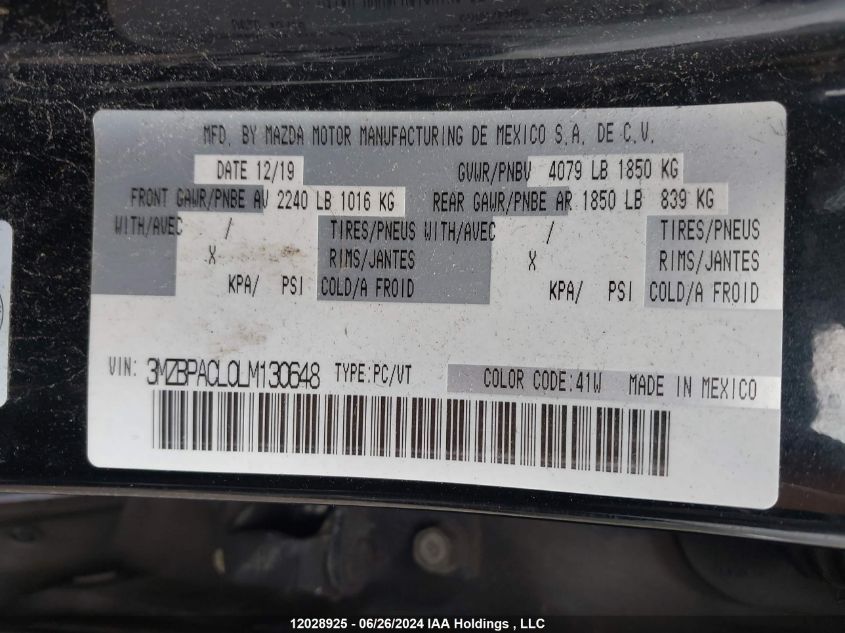 MFD. BY MAZDA MOTOR MANUFACTURING DE MEXICO S.A. DE C.V.
DATE 12/19 GVWR/PNBV 4079 LB 1850 KG
FRONT GAWR/PNBE AV 2240 LB 1016 KG REAR GAWR/PNBE AR 1850 LB 839 KG
WITH/AVEC / TIRES/PNEUS WITH/AVEC / TIRES/PNEUS
X RIMS/JANTES X RIMS/JANTES
KPA/ PSI COLD/A FROID KPA/ PSI COLD/A FROID
VIN: 3MZBPACL0LM130648 TYPE:PC/VT COLOR CODE:41W MADE IN MEXICO
12028925 - 06/26/2024 IAA Holdings , LLC